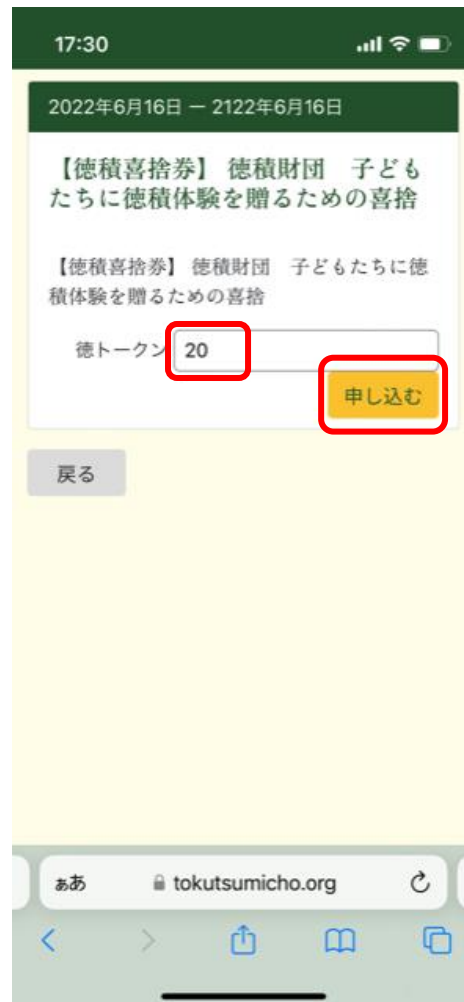 17:30
2022年6月16日 ー 2122年6月16日
【徳積喜捨券】 徳積財団　子ども
たちに徳積体験を贈るための喜捨
【徳積喜捨券】 徳積財団　子どもたちに徳
積体験を贈るための喜捨
徳トークン 20
申し込む
戻る
ぁあ tokutsumicho.org